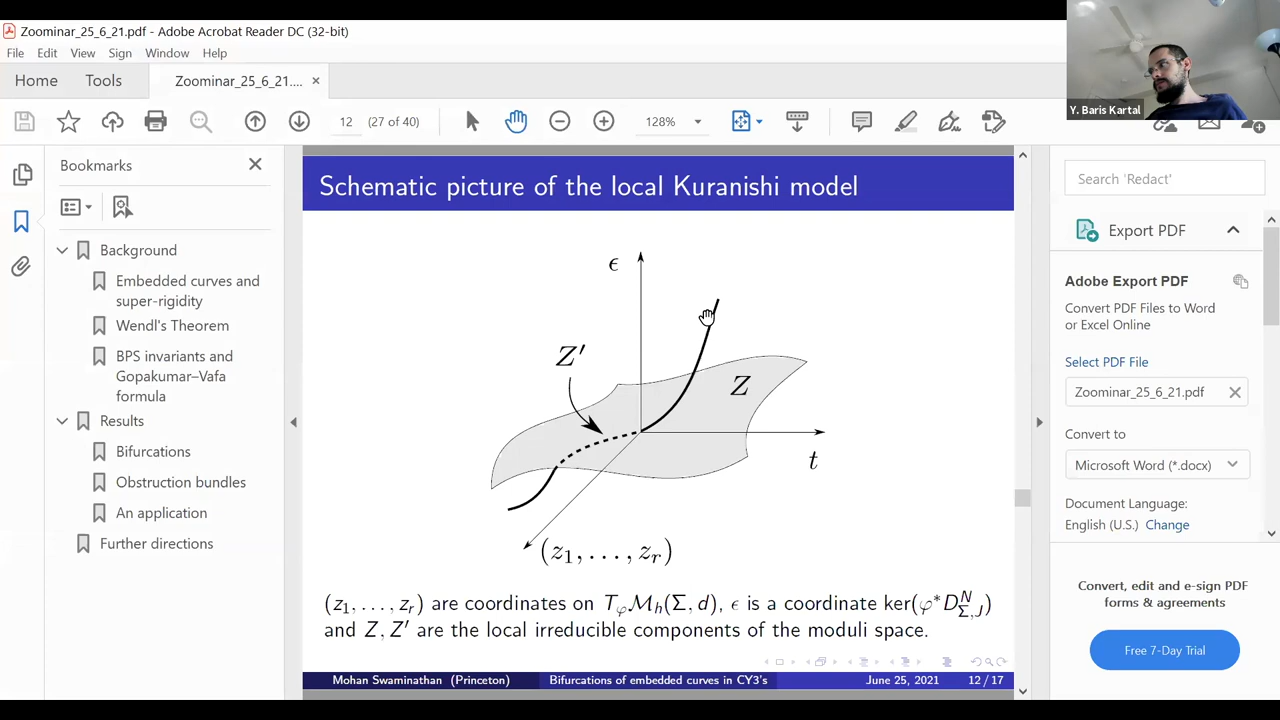 Zoominar_25_6_21.pdf - Adobe Acrobat Reader DC (32-bit)
File Edit View Sign Window Help
Home Tools Zoominar_25_6_21.... ×
12 (27 of 40) 128%
Y. Baris Kartal
Bookmarks
Background
Embedded curves and
super-rigidity
Wendl's Theorem
BPS invariants and
Gopakumar–Vafa
formula
Results
Bifurcations
Obstruction bundles
An application
Further directions
Schematic picture of the local Kuranishi model
ϵ
Z′
Z
t
(z₁, . . . , zᵣ)
(z₁, . . . , zᵣ) are coordinates on T_φ M_h(Σ, d), ϵ is a coordinate ker(φ*D^N_{Σ,J})
and Z, Z′ are the local irreducible components of the moduli space.
Mohan Swaminathan (Princeton) Bifurcations of embedded curves in CY3's June 25, 2021 12 / 17
Search 'Redact'
Export PDF
Adobe Export PDF
Convert PDF Files to Word
or Excel Online
Select PDF File
Zoominar_25_6_21.pdf
Convert to
Microsoft Word (*.docx)
Document Language:
English (U.S.) Change
Convert, edit and e-sign PDF
forms & agreements
Free 7-Day Trial